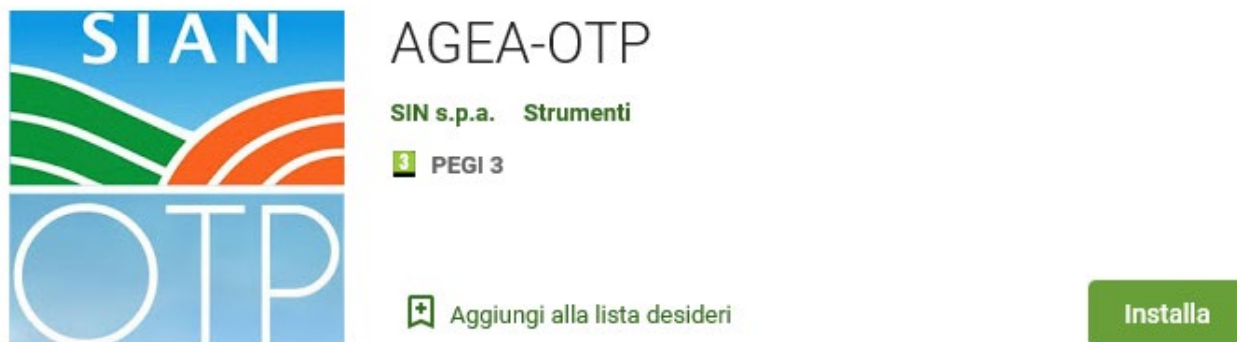 SIAN
OTP
AGEA-OTP
SIN s.p.a. Strumenti
3 PEGI 3
Aggiungi alla lista desideri
Installa